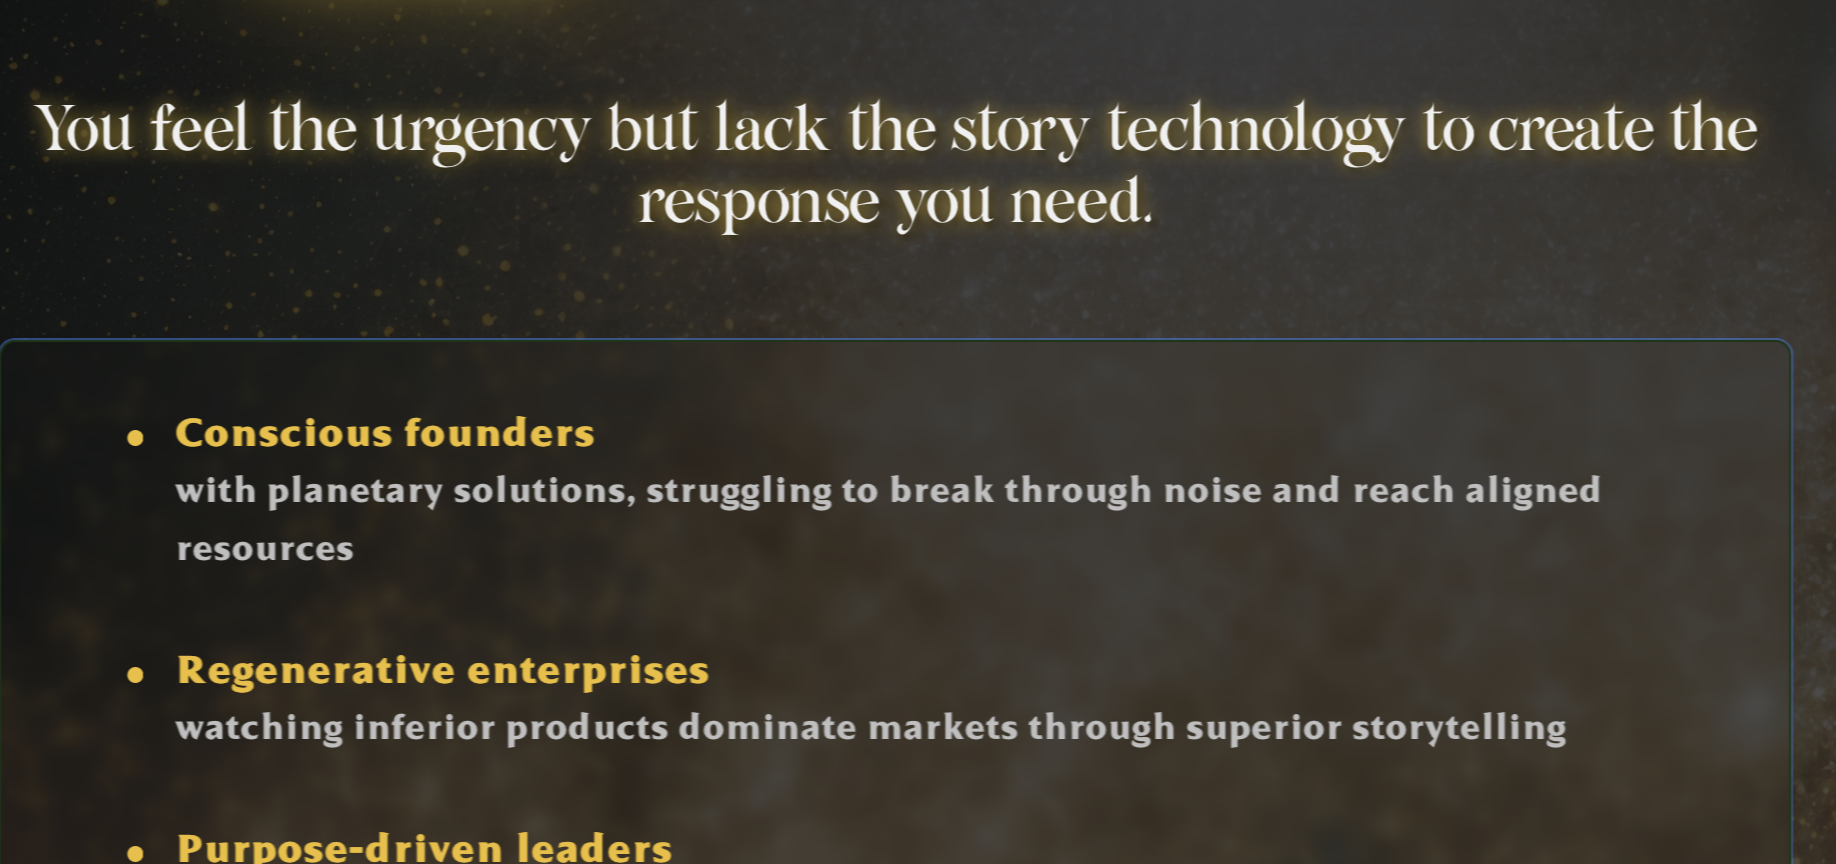 You feel the urgency but lack the story technology to create the
response you need.
• Conscious founders
with planetary solutions, struggling to break through noise and reach aligned
resources
• Regenerative enterprises
watching inferior products dominate markets through superior storytelling
• Purpose-driven leaders